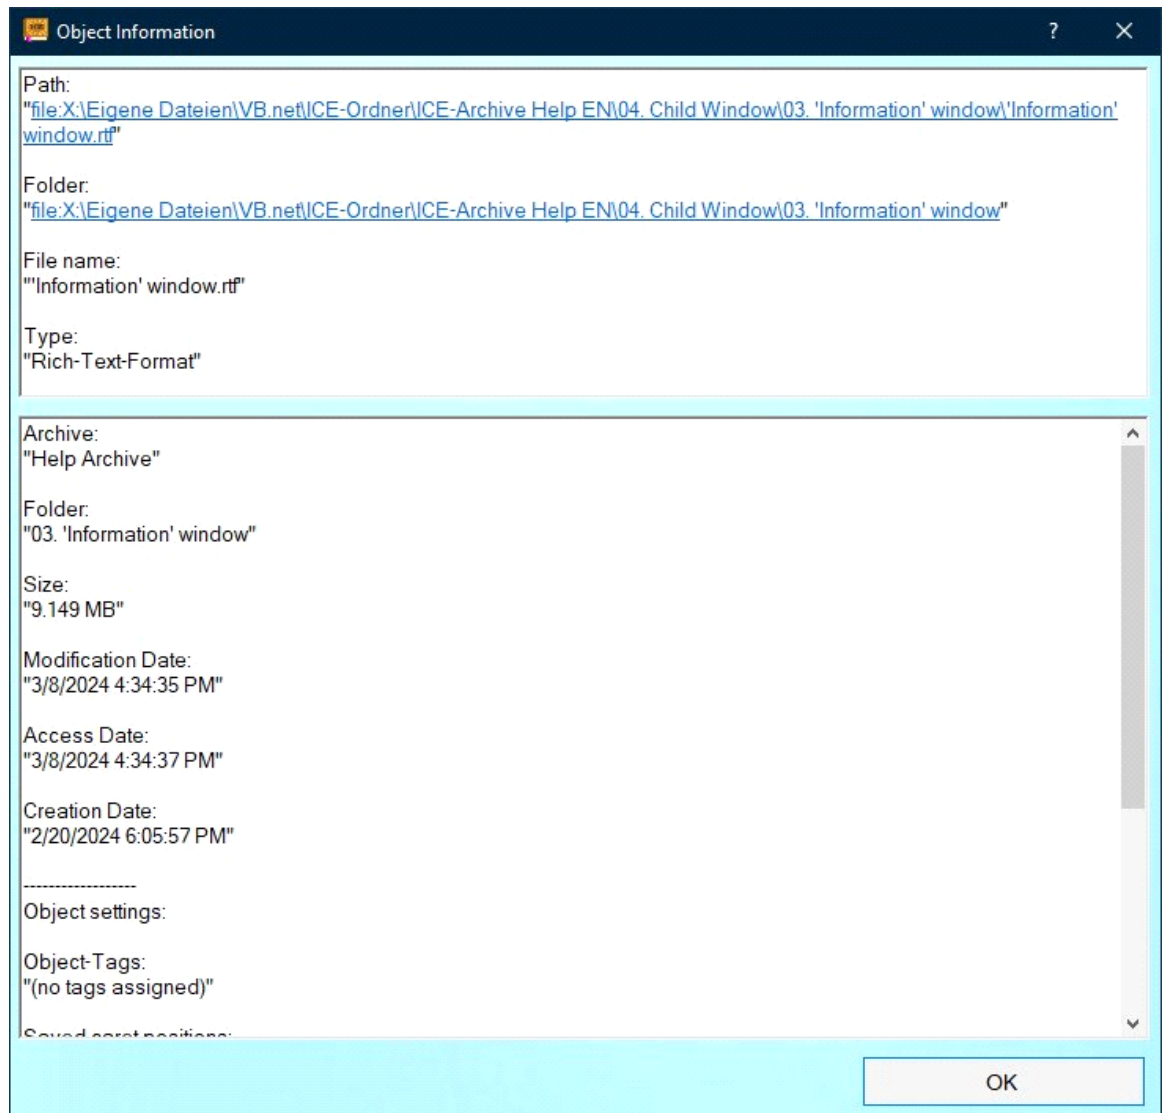 Object Information
?
Path:
"file:X:\Eigene Dateien\VB.net\ICE-Ordner\ICE-Archive Help EN\04. Child Window\03. 'Information' window\'Information'
window.rtf"
Folder:
"file:X:\Eigene Dateien\VB.net\ICE-Ordner\ICE-Archive Help EN\04. Child Window\03. 'Information' window"
File name:
"'Information' window.rtf"
Type:
"Rich-Text-Format"
Archive:
"Help Archive"
Folder:
"03. 'Information' window"
Size:
"9.149 MB"
Modification Date:
"3/8/2024 4:34:35 PM"
Access Date:
"3/8/2024 4:34:37 PM"
Creation Date:
"2/20/2024 6:05:57 PM"
------------------
Object settings:
Object-Tags:
"(no tags assigned)"
Saved caret positions:
OK